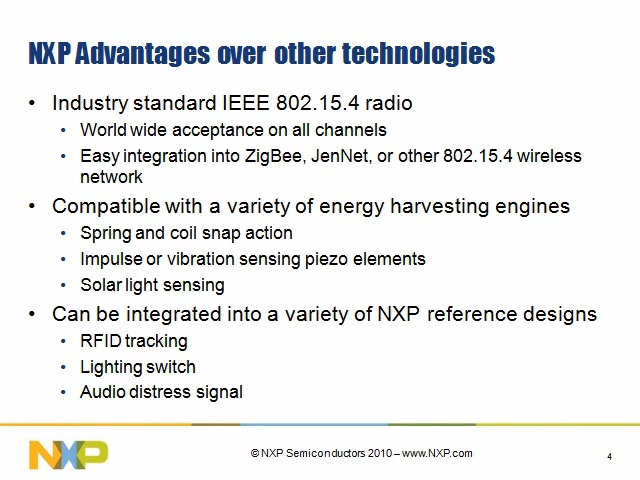 NXP Advantages over other technologies
• Industry standard IEEE 802.15.4 radio
• World wide acceptance on all channels
• Easy integration into ZigBee, JenNet, or other 802.15.4 wireless
network
• Compatible with a variety of energy harvesting engines
• Spring and coil snap action
• Impulse or vibration sensing piezo elements
• Solar light sensing
• Can be integrated into a variety of NXP reference designs
• RFID tracking
• Lighting switch
• Audio distress signal
NXP
© NXP Semiconductors 2010 – www.NXP.com
4